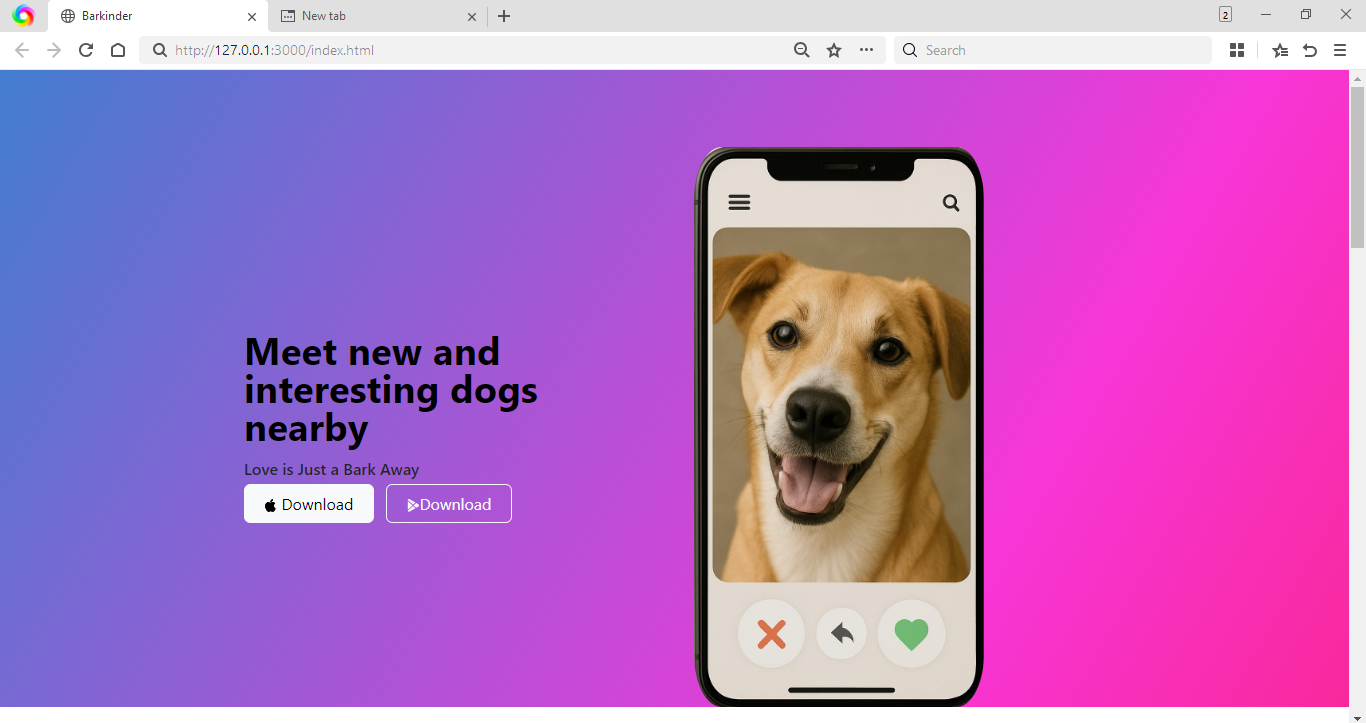 Barkinder
New tab
2
http://127.0.0.1:3000/index.html
Search
Meet new and
interesting dogs
nearby
Love is Just a Bark Away
Download
Download